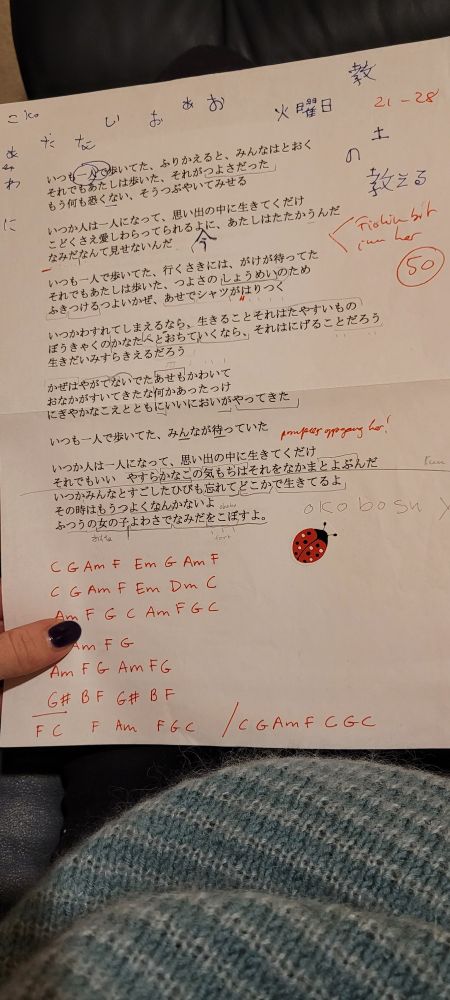 こko
い お ぁ お
火曜日
教
21-28
あ
だ だ
み
わ
に
土
の
教える
いつも一人で歩いてた、ふりかえると、みんなはとおく
それでもあたしは歩いた、それがつよさだった
もう何も恐くない、そうつぶやいてみせる
いつか人は一人になって、思い出の中に生きてくだけ
こどくさえ愛しわらってられるよに、あたしはたたかうんだ
なみだなんて見せないんだ
今
her
50
いつも一人で歩いてた、行くさきには、がけが待ってた
それでもあたしは歩いた、つよさのしょうめいのため
ふきつけるつよいかぜ、あせでシャツがはりつく
いつかわすれてしまえるなら、生きることそれはたやすいもの
ぼうきゃくのかなたへとおちていくなら、それはにげることだろう
生きだいみすらきえるだろう
かぜはやがてないでたあせもかわいて
おなかがすいてきたな何かあったっけ
にぎやかなこえとともにいいにおいがやってきた
いつも一人で歩いてた、みんなが待っていた
her!
いつか人は一人になって、思い出の中に生きてくだけ
それでもいい やすらかなこの気もちはそれをなかまとよぶんだ
いつかみんなとすごしたひびも忘れてどこかで生きてるよ
その時はもうつよくなんかないよ
ふつうの女の子よわさでなみだをこぼすよ。
okobosu
C G Am F Em G Am F
C G Am F Em Dm C
Am F G C Am F G C
Am F G
Am F G Am F G
G# B F G# B F
F C F Am F G C / C G Am F C G C